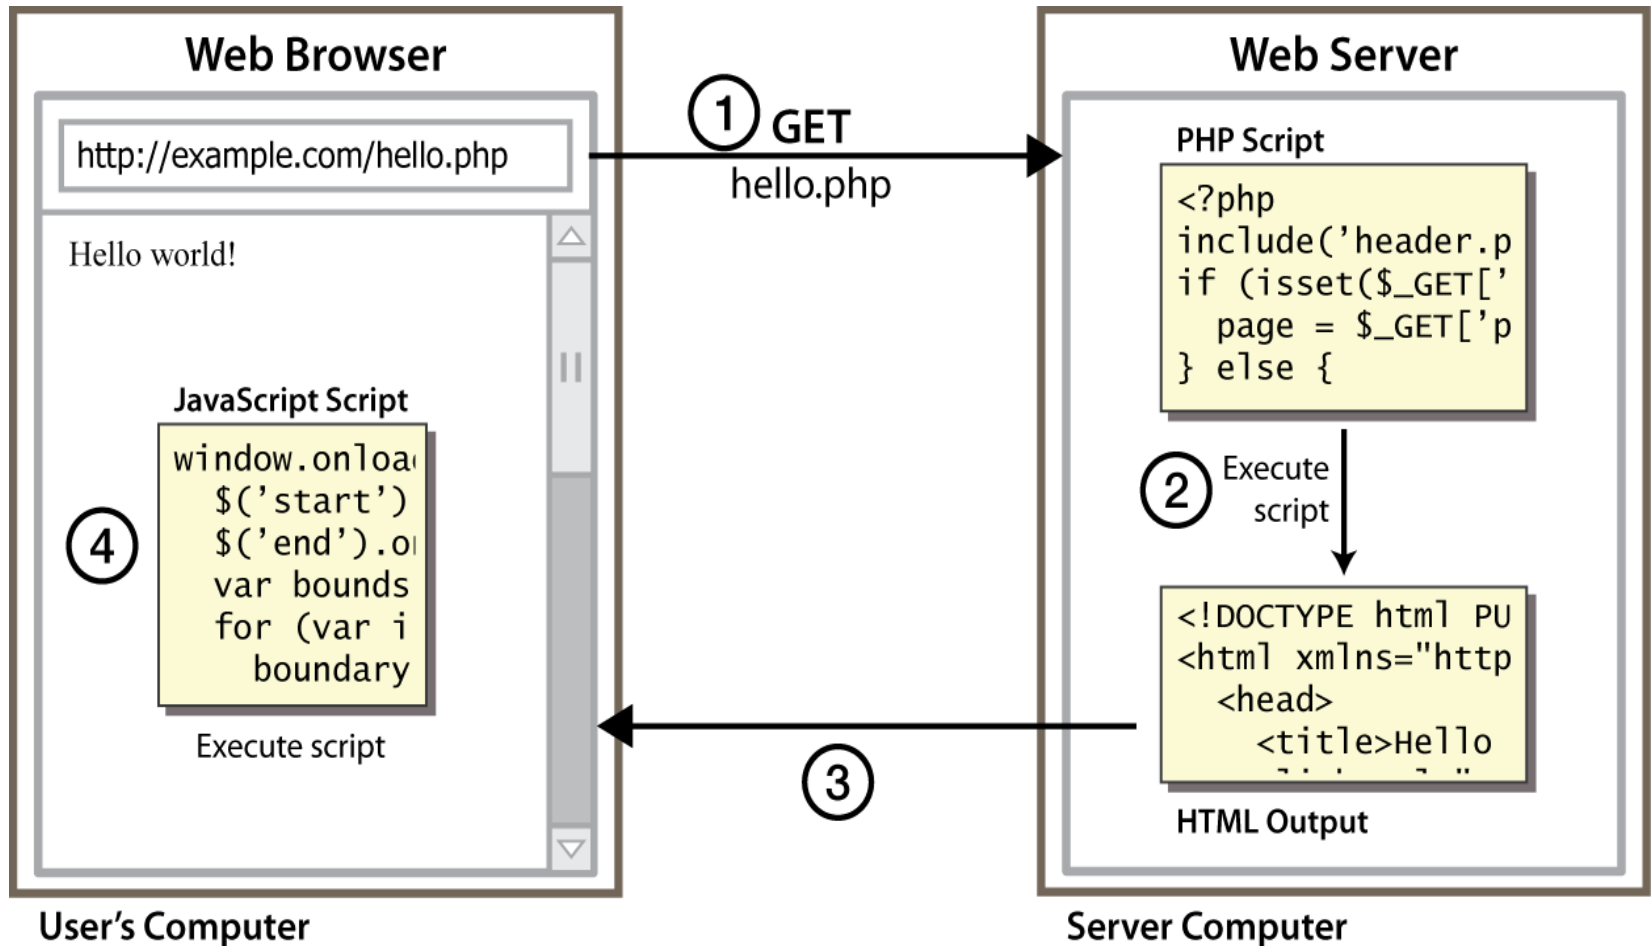 Web Browser
http://example.com/hello.php
Hello world!
JavaScript Script
window.onloa
$('start')
$('end').o
var bounds
for (var i
boundary
4
Execute script
User's Computer
1
GET
hello.php
3
Web Server
PHP Script
<?php
include('header.p
if (isset($_GET['
page = $_GET['p
} else {
2
Execute
script
<!DOCTYPE html PU
<html xmlns="http
<head>
<title>Hello
HTML Output
Server Computer